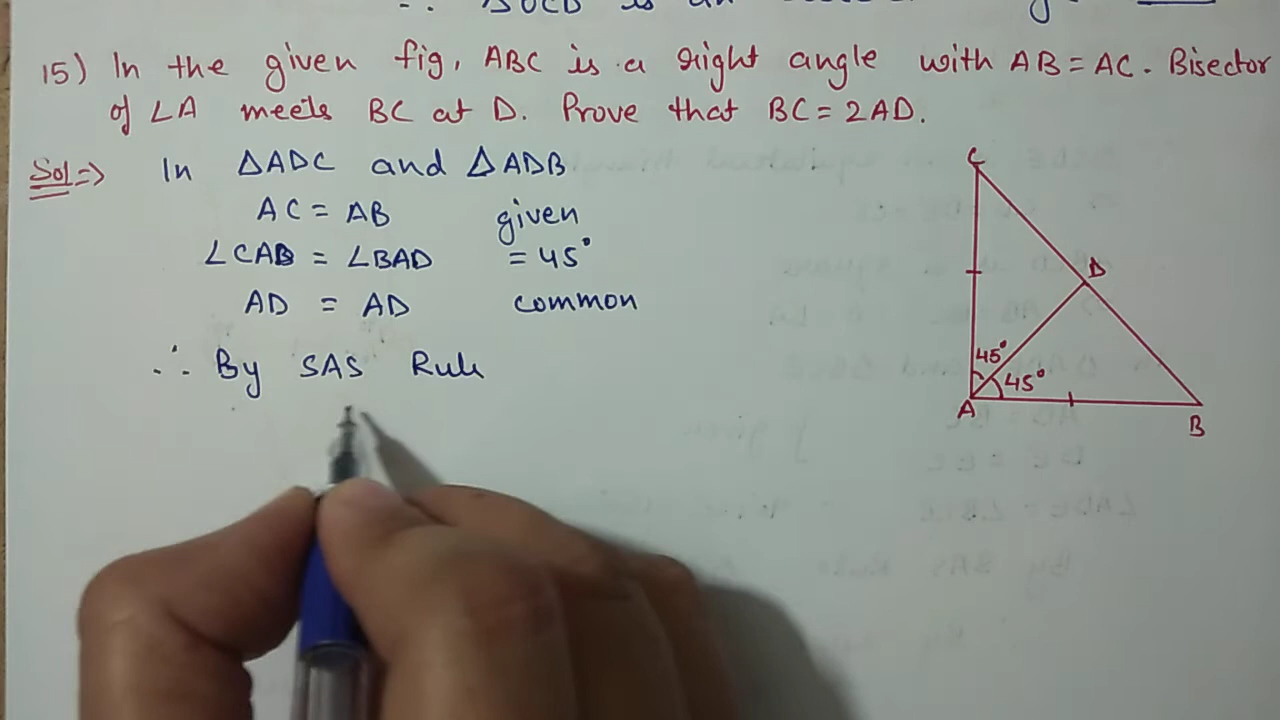 15) In the given fig, ABC is a right angle with AB = AC. Bisector
of ∠A meets BC at D. Prove that BC = 2AD.
Sol => In ΔADC and ΔADB
AC = AB given
∠CAD = ∠BAD = 45°
AD = AD common
∴ By SAS Rule
C
D
45°
45°
A
B